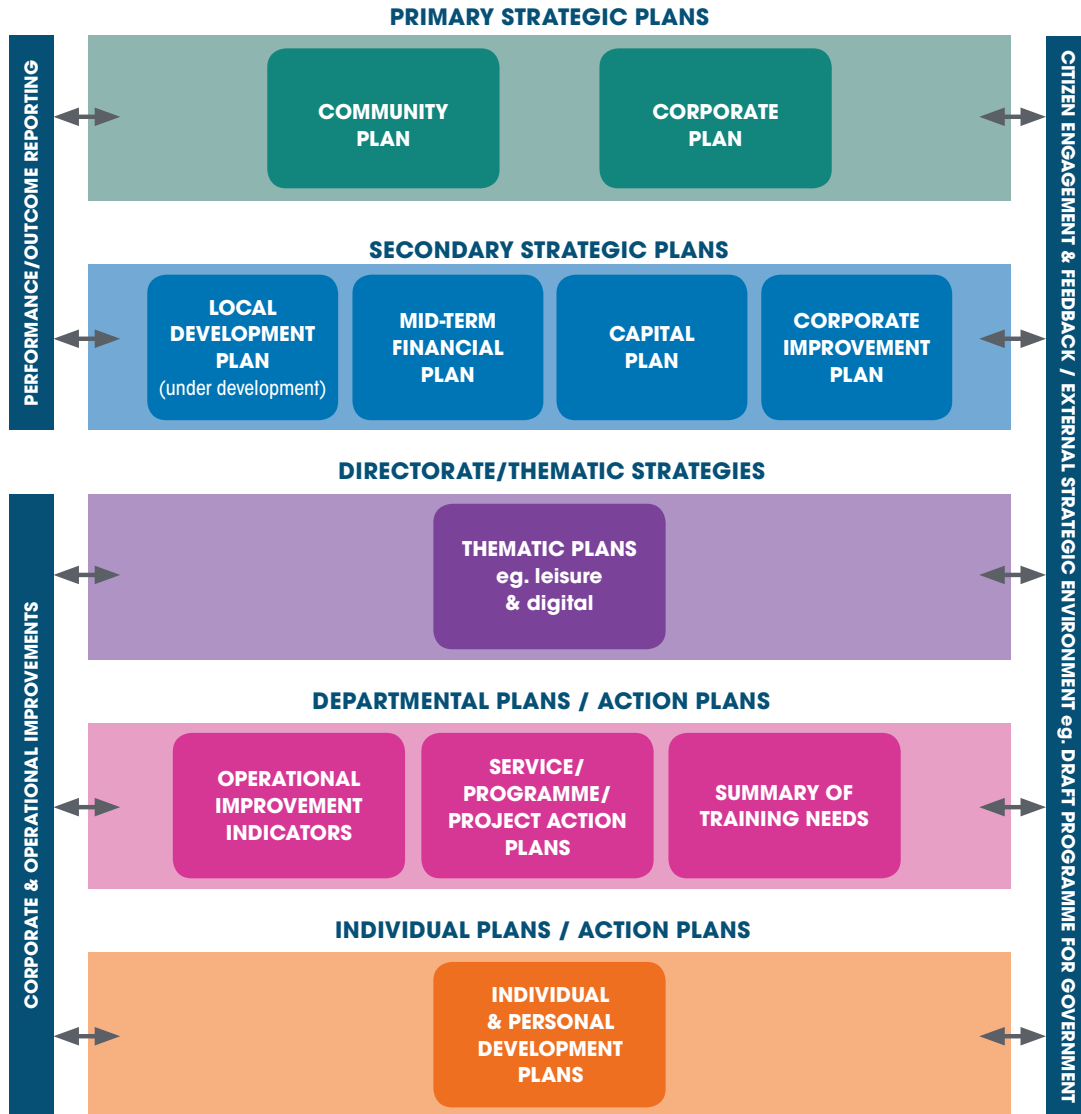 PRIMARY STRATEGIC PLANS
PERFORMANCE/OUTCOME REPORTING
COMMUNITY
PLAN
CORPORATE
PLAN
CITIZEN ENGAGEMENT & FEEDBACK / EXTERNAL STRATEGIC ENVIRONMENT eg. DRAFT PROGRAMME FOR GOVERNMENT
SECONDARY STRATEGIC PLANS
LOCAL
DEVELOPMENT
PLAN
(under development)
MID-TERM
FINANCIAL
PLAN
CAPITAL
PLAN
CORPORATE
IMPROVEMENT
PLAN
DIRECTORATE/THEMATIC STRATEGIES
CORPORATE & OPERATIONAL IMPROVEMENTS
THEMATIC PLANS
eg. leisure
& digital
DEPARTMENTAL PLANS / ACTION PLANS
OPERATIONAL
IMPROVEMENT
INDICATORS
SERVICE/
PROGRAMME/
PROJECT ACTION
PLANS
SUMMARY OF
TRAINING NEEDS
INDIVIDUAL PLANS / ACTION PLANS
INDIVIDUAL
& PERSONAL
DEVELOPMENT
PLANS